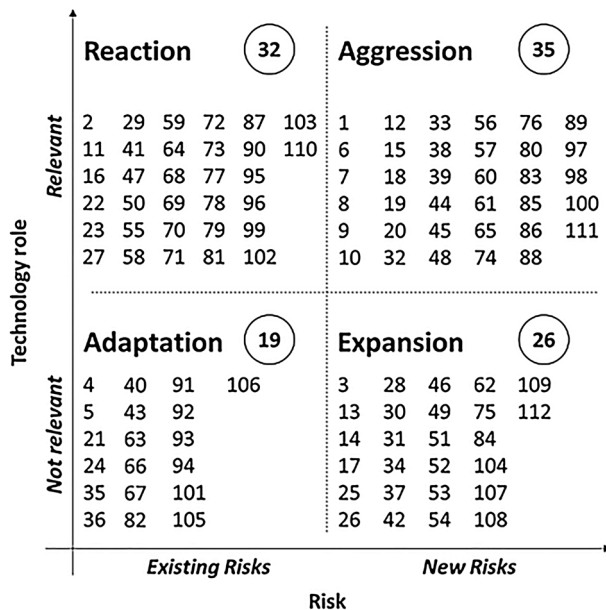 Reaction 32
2 29 59 72 87 103
11 41 64 73 90 110
16 47 68 77 95
22 50 69 78 96
23 55 70 79 99
27 58 71 81 102
Aggression 35
1 12 33 56 76 89
6 15 38 57 80 97
7 18 39 60 83 98
8 19 44 61 85 100
9 20 45 65 86 111
10 32 48 74 88
Adaptation 19
4 40 91 106
5 43 92
21 63 93
24 66 94
35 67 101
36 82 105
Expansion 26
3 28 46 62 109
13 30 49 75 112
14 31 51 84
17 34 52 104
25 37 53 107
26 42 54 108
Technology role
Relevant
Not relevant
Existing Risks
New Risks
Risk